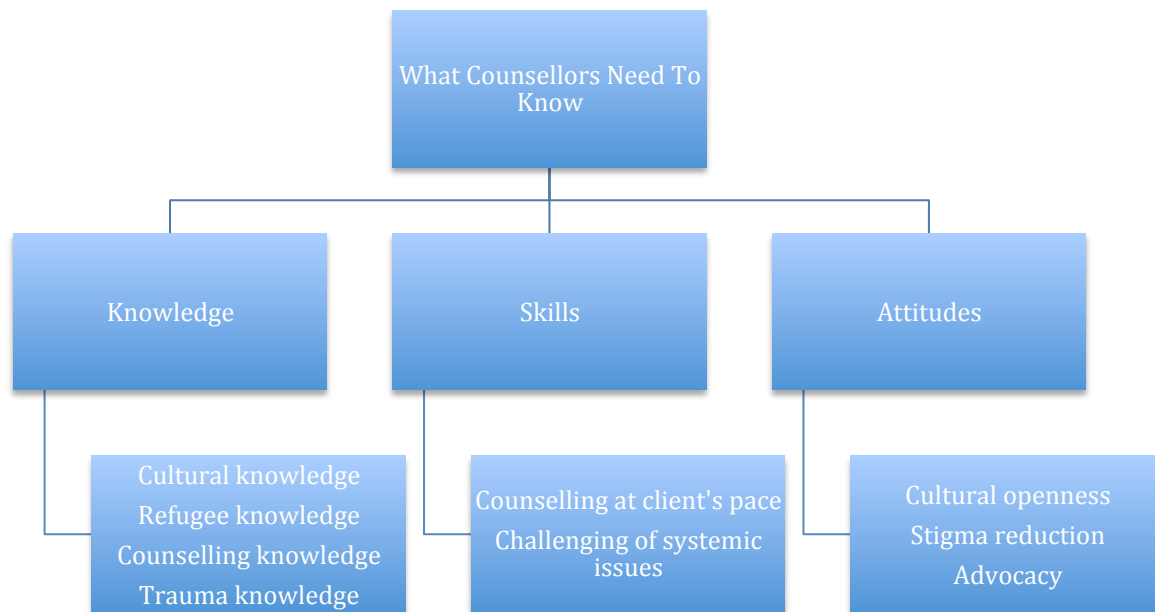 What Counsellors Need To
Know
Knowledge
Skills
Attitudes
Cultural knowledge
Refugee knowledge
Counselling knowledge
Trauma knowledge
Counselling at client's pace
Challenging of systemic
issues
Cultural openness
Stigma reduction
Advocacy